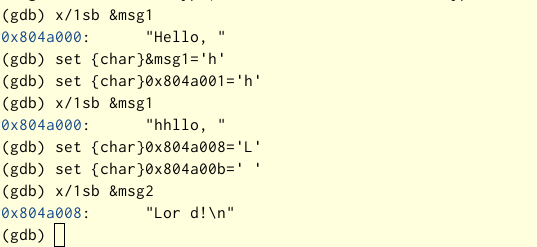 (gdb) x/1sb &msg1
0x804a000:      "Hello, "
(gdb) set {char}&msg1='h'
(gdb) set {char}0x804a001='h'
(gdb) x/1sb &msg1
0x804a000:      "hhllo, "
(gdb) set {char}0x804a008='L'
(gdb) set {char}0x804a00b=' '
(gdb) x/1sb &msg2
0x804a008:      "Lor d!\n"
(gdb)